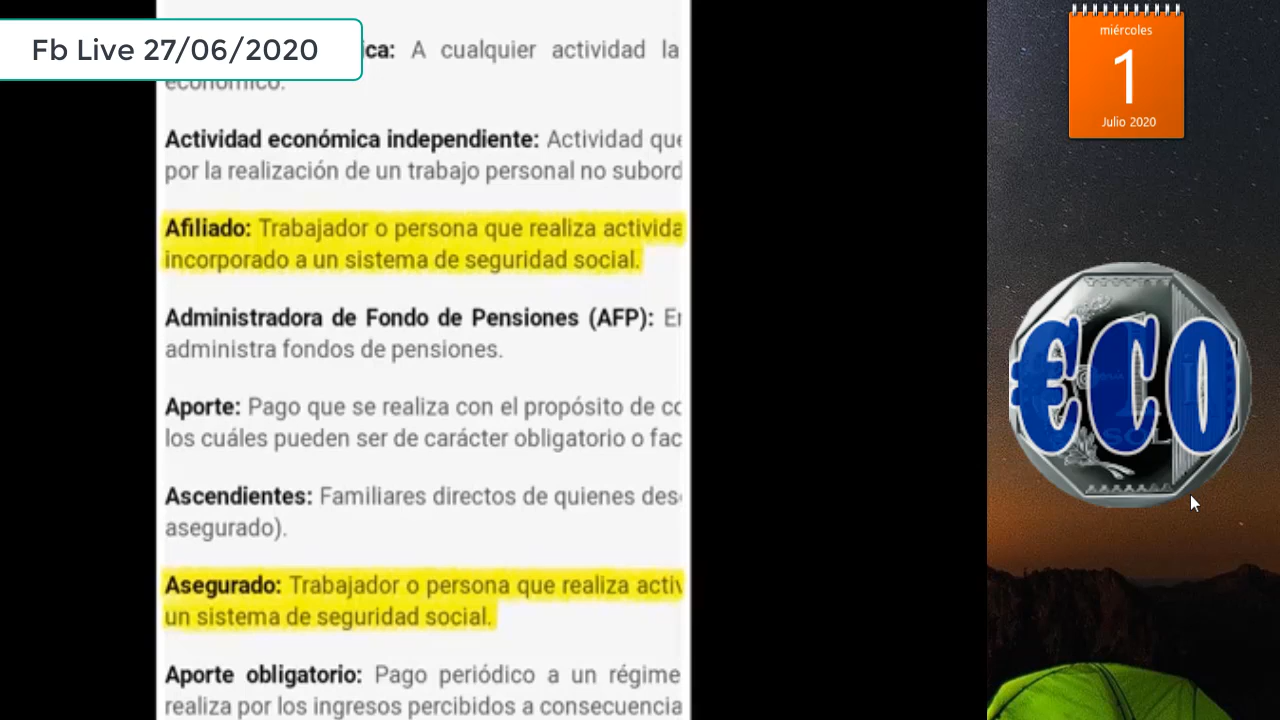 Fb Live 27/06/2020
ica: A cualquier actividad la
económico.
Actividad económica independiente: Actividad que
por la realización de un trabajo personal no subord
Afiliado: Trabajador o persona que realiza activida
incorporado a un sistema de seguridad social.
Administradora de Fondo de Pensiones (AFP): En
administra fondos de pensiones.
Aporte: Pago que se realiza con el propósito de co
los cuáles pueden ser de carácter obligatorio o fac
Ascendientes: Familiares directos de quienes des
asegurado).
Asegurado: Trabajador o persona que realiza activ
un sistema de seguridad social.
Aporte obligatorio: Pago periódico a un régime
realiza por los ingresos percibidos a consecuencia
miércoles
1
Julio 2020
€CO
SOL